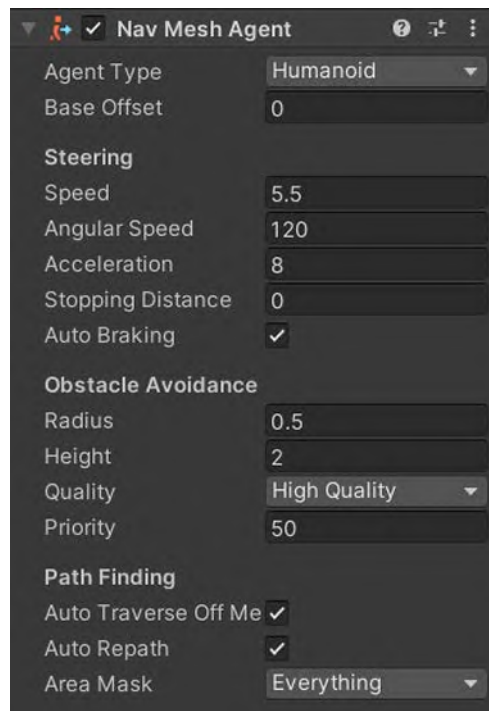 Nav Mesh Agent
Agent Type Humanoid
Base Offset 0
Steering
Speed 5.5
Angular Speed 120
Acceleration 8
Stopping Distance 0
Auto Braking
Obstacle Avoidance
Radius 0.5
Height 2
Quality High Quality
Priority 50
Path Finding
Auto Traverse Off Me
Auto Repath
Area Mask Everything